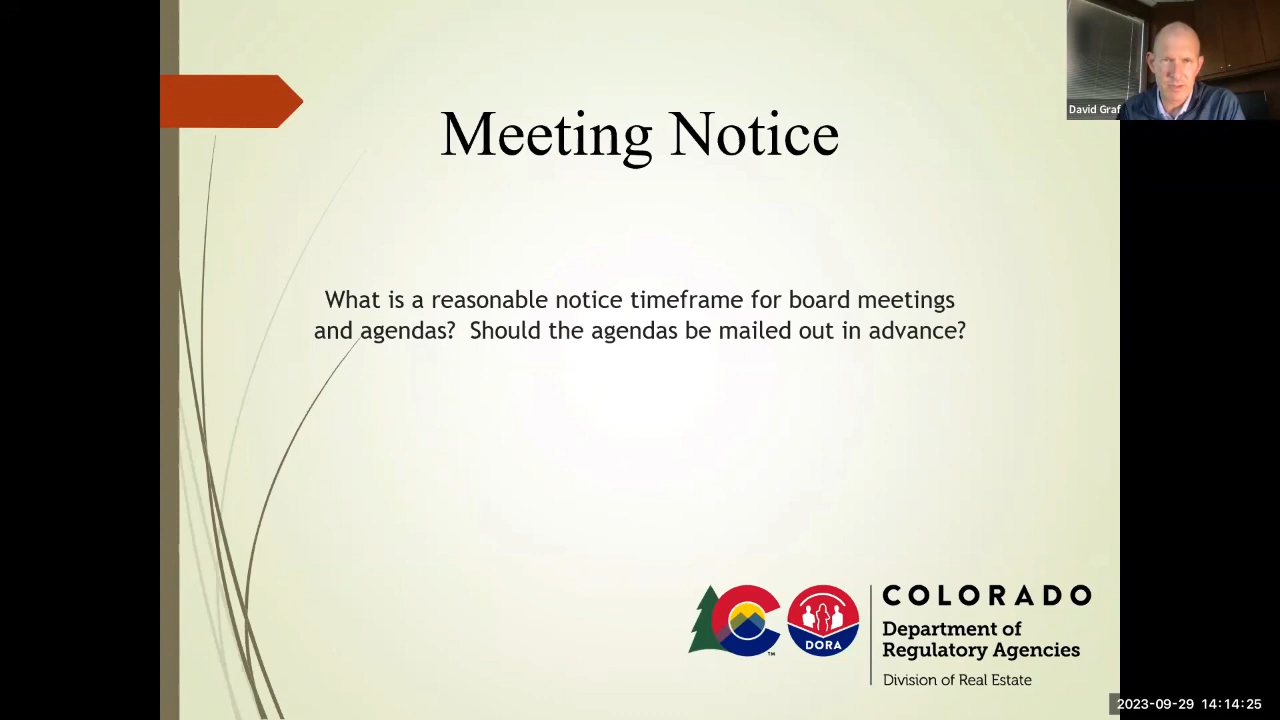 David Graf
Meeting Notice
What is a reasonable notice timeframe for board meetings
and agendas?  Should the agendas be mailed out in advance?
COLORADO
Department of
Regulatory Agencies
Division of Real Estate
TM
DORA
2023-09-29 14:14:25